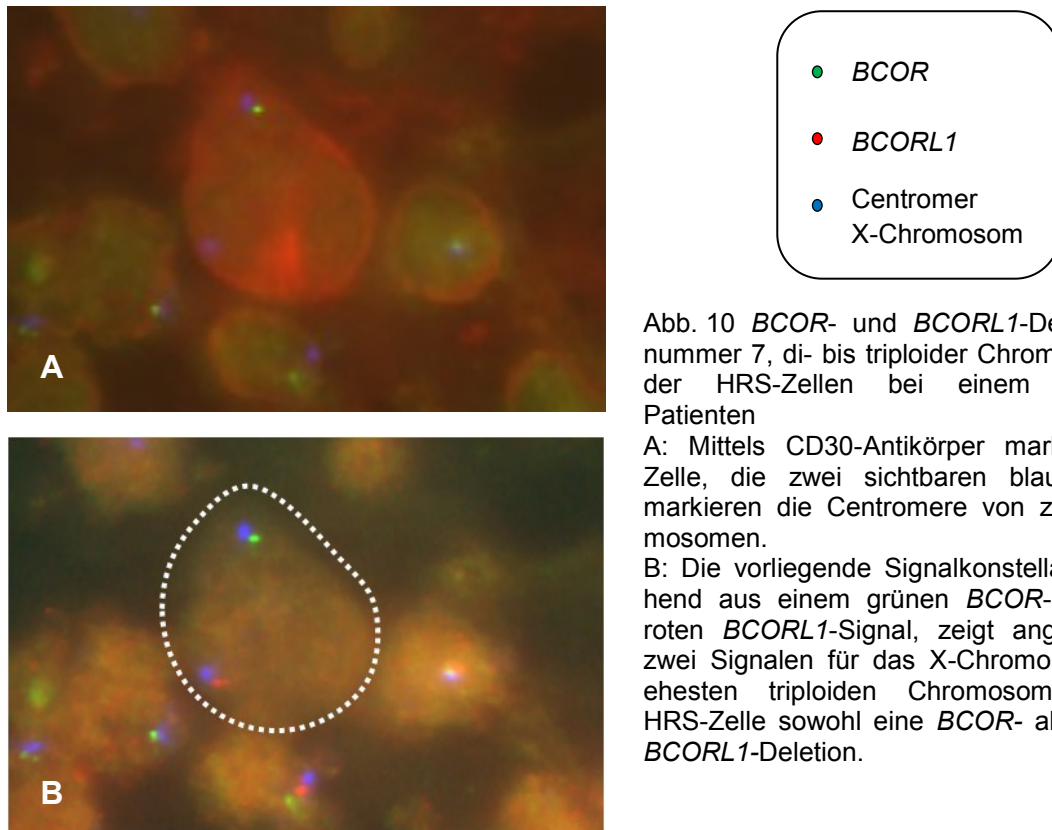 A
B
BCOR
BCORL1
Centromer
X-Chromosom
Abb. 10 BCOR- und BCORL1-De
nummer 7, di- bis triploider Chrom
der HRS-Zellen bei einem
Patienten
A: Mittels CD30-Antikörper mar
Zelle, die zwei sichtbaren blau
markieren die Centromere von z
mosomen.
B: Die vorliegende Signalkonstella
hend aus einem grünen BCOR-
roten BCORL1-Signal, zeigt ang
zwei Signalen für das X-Chromo
ehesten triploiden Chromosom
HRS-Zelle sowohl eine BCOR- al
BCORL1-Deletion.